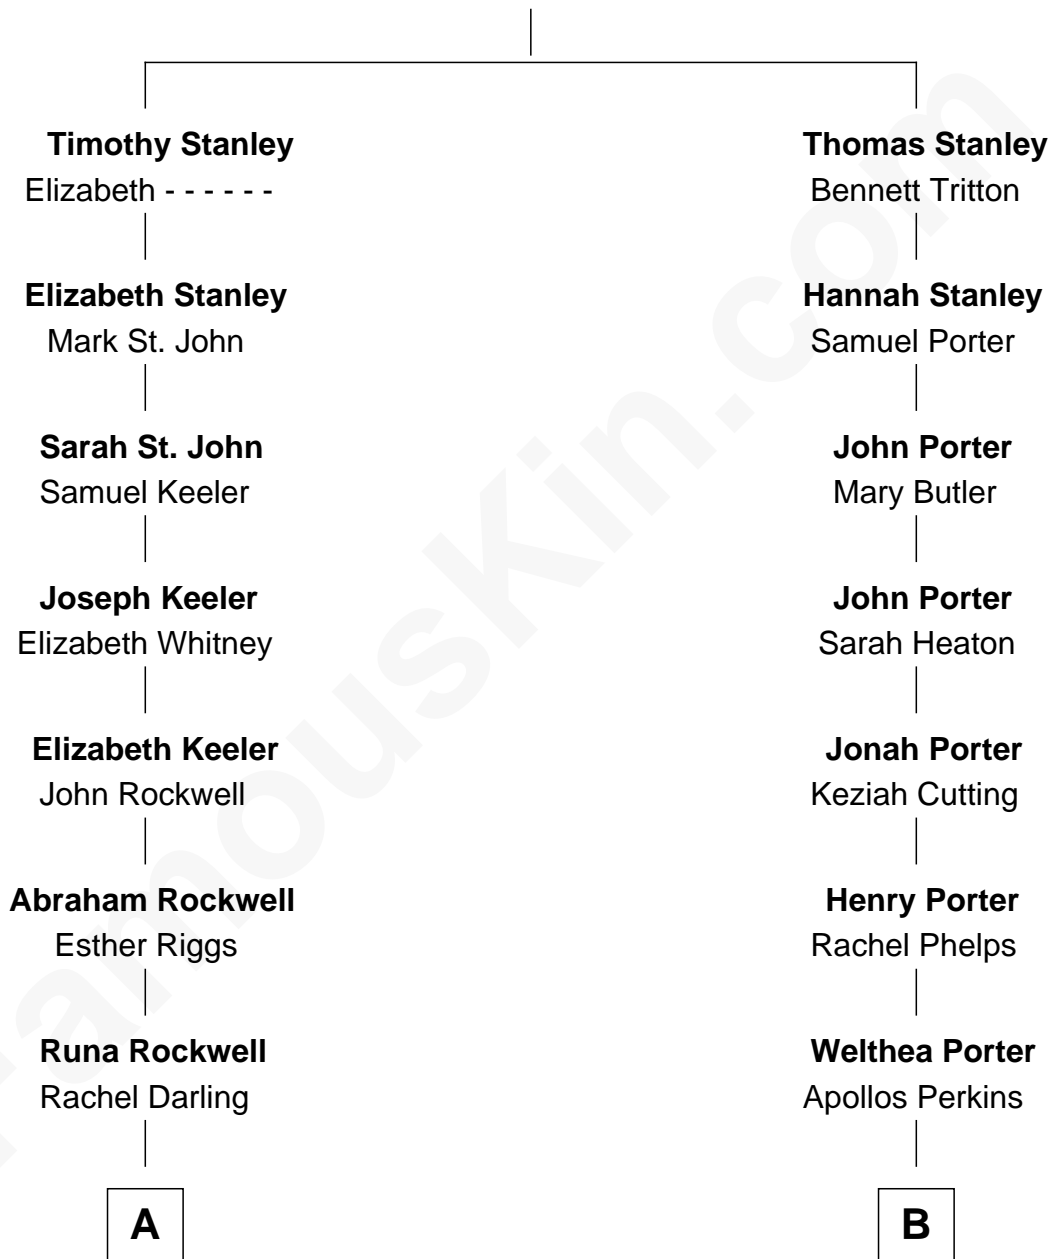 Timothy Stanley
Elizabeth - - - - - -
Elizabeth Stanley
Mark St. John
Sarah St. John
Samuel Keeler
Joseph Keeler
Elizabeth Whitney
Elizabeth Keeler
John Rockwell
Abraham Rockwell
Esther Riggs
Runa Rockwell
Rachel Darling
A
Thomas Stanley
Bennett Tritton
Hannah Stanley
Samuel Porter
John Porter
Mary Butler
John Porter
Sarah Heaton
Jonah Porter
Keziah Cutting
Henry Porter
Rachel Phelps
Welthea Porter
Apollos Perkins
B
FamousKin.com